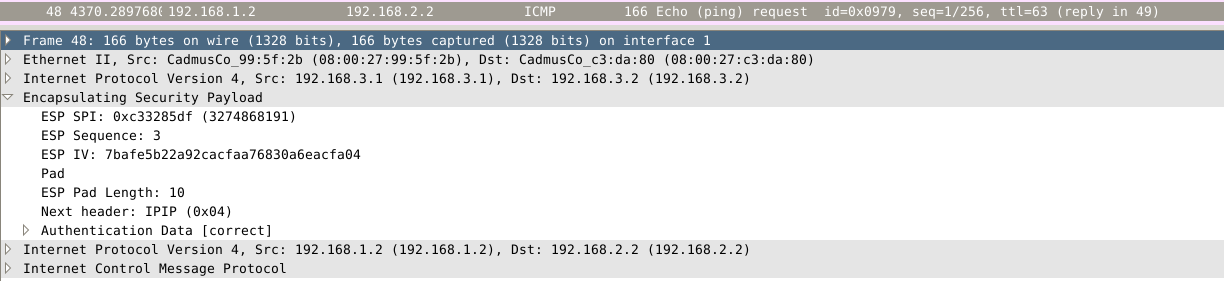 48 4370.2897680 192.168.1.2 192.168.2.2 ICMP 166 Echo (ping) request id=0x0979, seq=1/256, ttl=63 (reply in 49)
Frame 48: 166 bytes on wire (1328 bits), 166 bytes captured (1328 bits) on interface 1
Ethernet II, Src: CadmusCo_99:5f:2b (08:00:27:99:5f:2b), Dst: CadmusCo_c3:da:80 (08:00:27:c3:da:80)
Internet Protocol Version 4, Src: 192.168.3.1 (192.168.3.1), Dst: 192.168.3.2 (192.168.3.2)
Encapsulating Security Payload
ESP SPI: 0xc33285df (3274868191)
ESP Sequence: 3
ESP IV: 7bafe5b22a92cacfaa76830a6eacfa04
Pad
ESP Pad Length: 10
Next header: IPIP (0x04)
Authentication Data [correct]
Internet Protocol Version 4, Src: 192.168.1.2 (192.168.1.2), Dst: 192.168.2.2 (192.168.2.2)
Internet Control Message Protocol